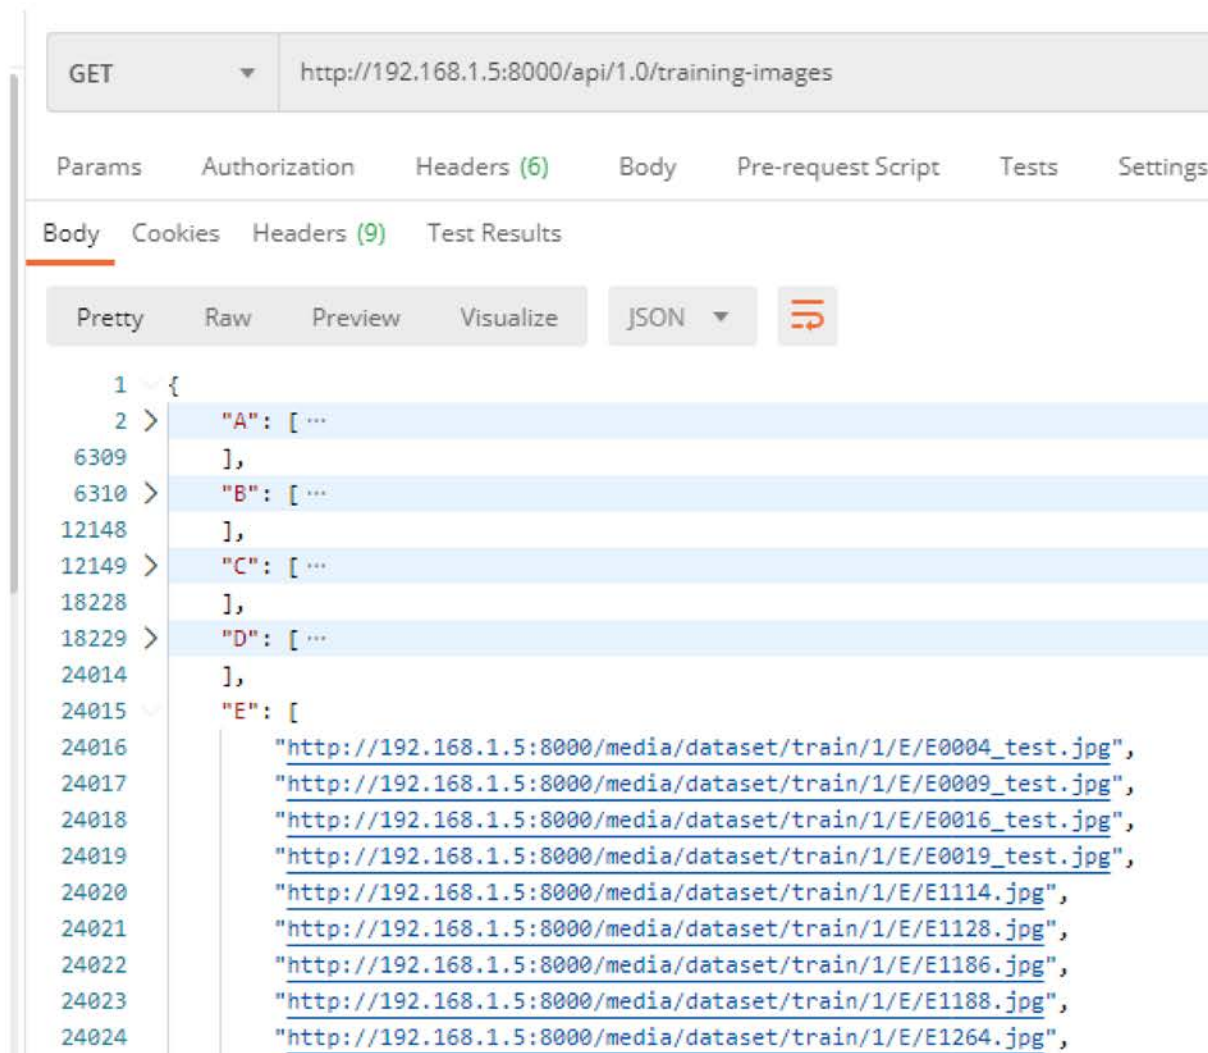 GET http://192.168.1.5:8000/api/1.0/training-images
Params Authorization Headers (6) Body Pre-request Script Tests Settings
Body Cookies Headers (9) Test Results
Pretty Raw Preview Visualize JSON
1 {
2 "A": [ ...
6309 ],
6310 "B": [ ...
12148 ],
12149 "C": [ ...
18228 ],
18229 "D": [ ...
24014 ],
24015 "E": [
24016 "http://192.168.1.5:8000/media/dataset/train/1/E/E0004_test.jpg",
24017 "http://192.168.1.5:8000/media/dataset/train/1/E/E0009_test.jpg",
24018 "http://192.168.1.5:8000/media/dataset/train/1/E/E0016_test.jpg",
24019 "http://192.168.1.5:8000/media/dataset/train/1/E/E0019_test.jpg",
24020 "http://192.168.1.5:8000/media/dataset/train/1/E/E1114.jpg",
24021 "http://192.168.1.5:8000/media/dataset/train/1/E/E1128.jpg",
24022 "http://192.168.1.5:8000/media/dataset/train/1/E/E1186.jpg",
24023 "http://192.168.1.5:8000/media/dataset/train/1/E/E1188.jpg",
24024 "http://192.168.1.5:8000/media/dataset/train/1/E/E1264.jpg",